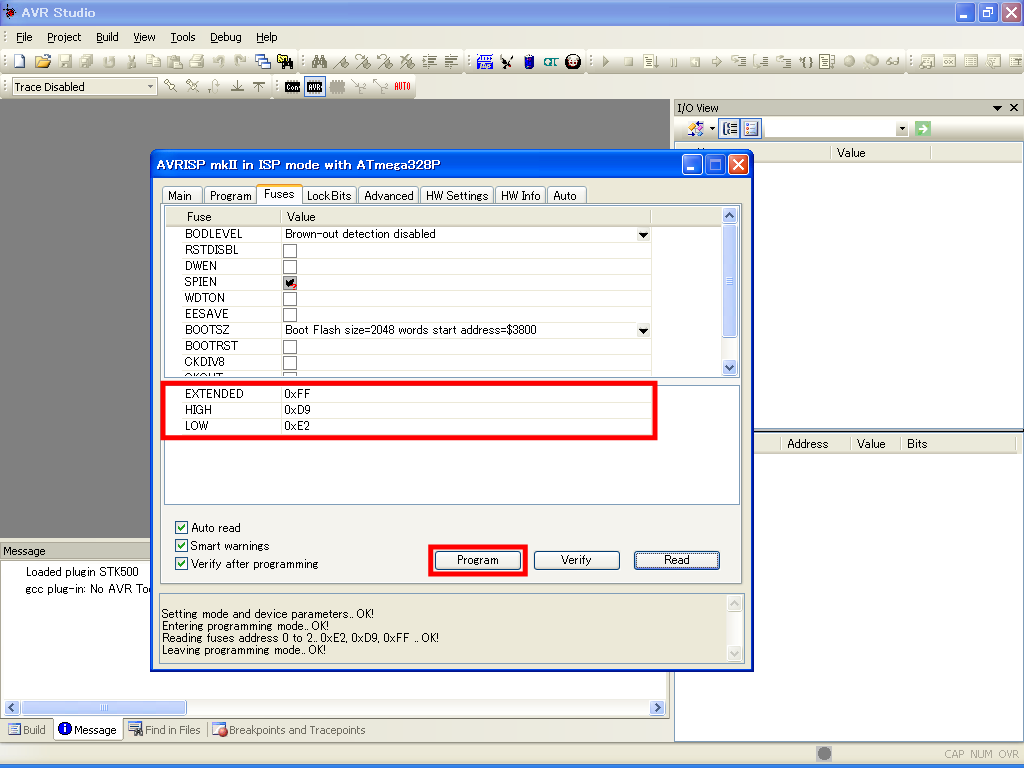 AVR Studio
File Project Build View Tools Debug Help
Trace Disabled
Con
AVR
AUTO
I/O View
Value
AVRISP mkII in ISP mode with ATmega328P
Main Program Fuses LockBits Advanced HW Settings HW Info Auto
Fuse Value
BODLEVEL Brown-out detection disabled
RSTDISBL
DWEN
SPIEN
WDTON
EESAVE
BOOTSZ Boot Flash size=2048 words start address=$3800
BOOTRST
CKDIV8
EXTENDED 0xFF
HIGH 0xD9
LOW 0xE2
Address Value Bits
Auto read
Smart warnings
Verify after programming
Program Verify Read
Message
Loaded plugin STK500
gcc plug-in: No AVR Too
Setting mode and device parameters.. OK!
Entering programming mode.. OK!
Reading fuses address 0 to 2.. 0xE2, 0xD9, 0xFF .. OK!
Leaving programming mode.. OK!
Build Message Find in Files Breakpoints and Tracepoints
CAP NUM OVR